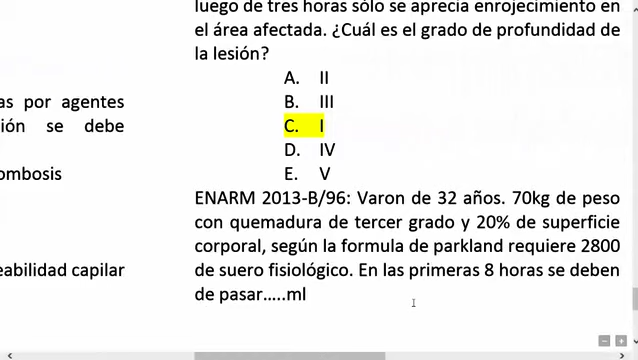 luego de tres horas sólo se aprecia enrojecimiento en
el área afectada. ¿Cuál es el grado de profundidad de
la lesión?
A. II
B. III
C. I
D. IV
E. V
ENARM 2013-B/96: Varon de 32 años. 70kg de peso
con quemadura de tercer grado y 20% de superficie
corporal, según la formula de parkland requiere 2800
de suero fisiológico. En las primeras 8 horas se deben
de pasar.....ml
as por agentes
ión se debe
ombosis
eabilidad capilar